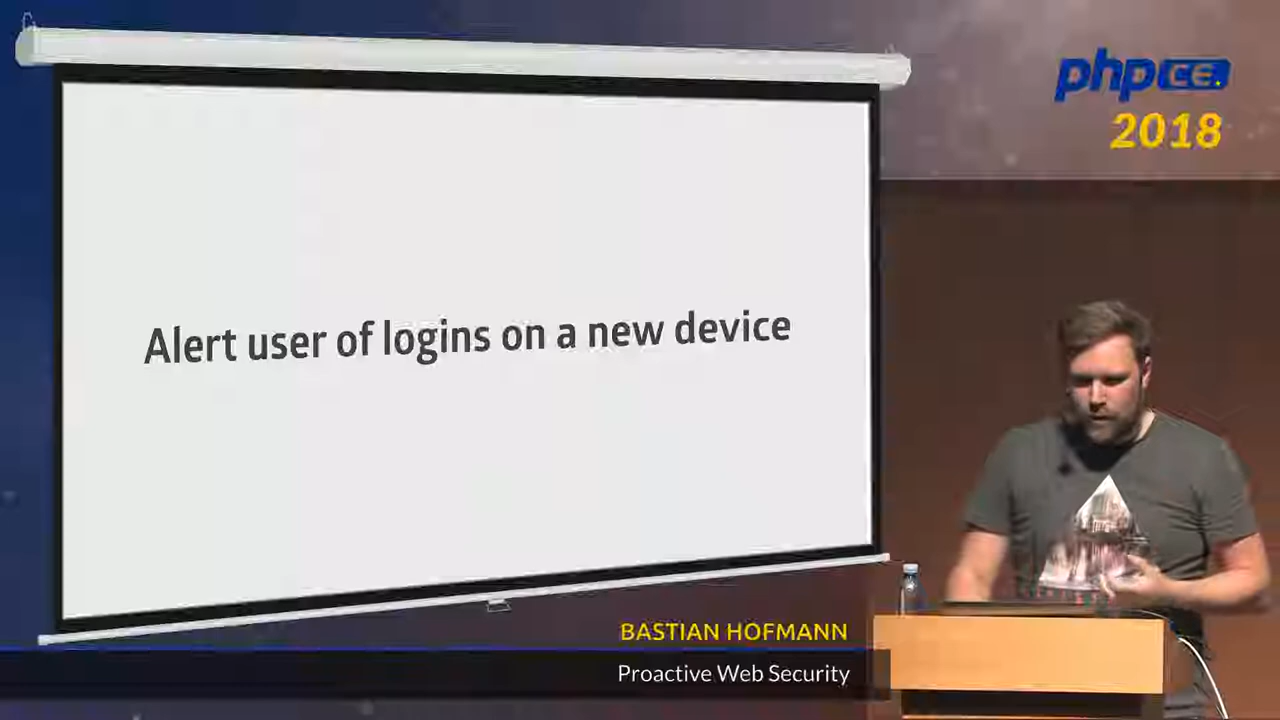 phpCE.
2018
Alert user of logins on a new device
BASTIAN HOFMANN
Proactive Web Security